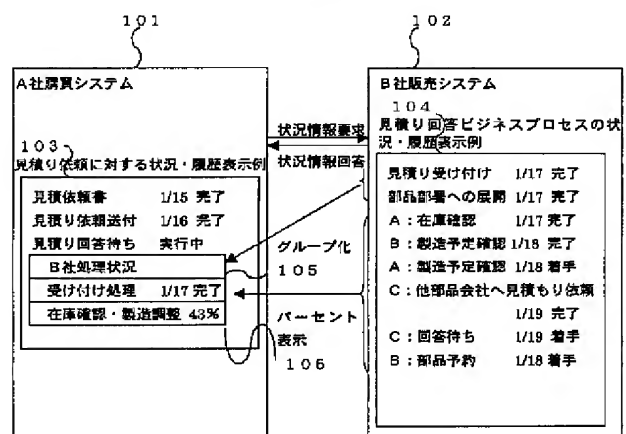 101
102
A社購買システム
103
見積り依頼に対する状況・履歴表示例
見積依頼書 1/15 完了
見積り依頼送付 1/16 完了
見積り回答待ち 実行中
B社処理状況
受け付け処理 1/17 完了
在庫確認・製造調整 43%
状況情報要求
状況情報回答
グループ化
105
パーセント
表示
106
B社販売システム
104
見積り回答ビジネスプロセスの状
況・履歴表示例
見積り受け付け 1/17 完了
部品部署への展開 1/17 完了
A:在庫確認 1/17 完了
B:製造予定確認 1/18 完了
A:製造予定確認 1/18 着手
C:他部品会社へ見積もり依頼
1/19 完了
C:回答待ち 1/19 着手
B:部品予約 1/18 着手